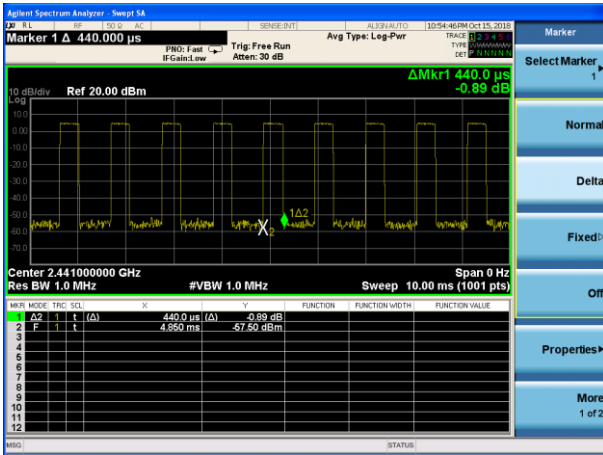 Agilent Spectrum Analyzer - Swept SA
RL RF 50 Ω AC SENSE:INT ALIGNAUTO 10:54:46PM Oct 15, 2018
Marker 1 Δ 440.000 µs
PNO: Fast
IFGain:Low
Trig: Free Run
Atten: 30 dB
Avg Type: Log-Pwr
TRACE 1 2 3 4 5 6
TYPE
DET P N N N N N
ΔMkr1 440.0 µs
-0.89 dB
10 dB/div Ref 20.00 dBm
Log
10.0
0.00
-10.0
-20.0
-30.0
-40.0
-50.0
-60.0
-70.0
1Δ2
X2
Center 2.441000000 GHz Span 0 Hz
Res BW 1.0 MHz #VBW 1.0 MHz Sweep 10.00 ms (1001 pts)
MKR MODE TRC SCL X Y FUNCTION FUNCTION WIDTH FUNCTION VALUE
1 Δ2 1 t (Δ) 440.0 µs (Δ) -0.89 dB
2 F 1 t 4.850 ms -57.50 dBm
3
4
5
6
7
8
9
10
11
12
MSG STATUS
Marker
Select Marker
1
Normal
Delta
Fixed
Off
Properties
More
1 of 2